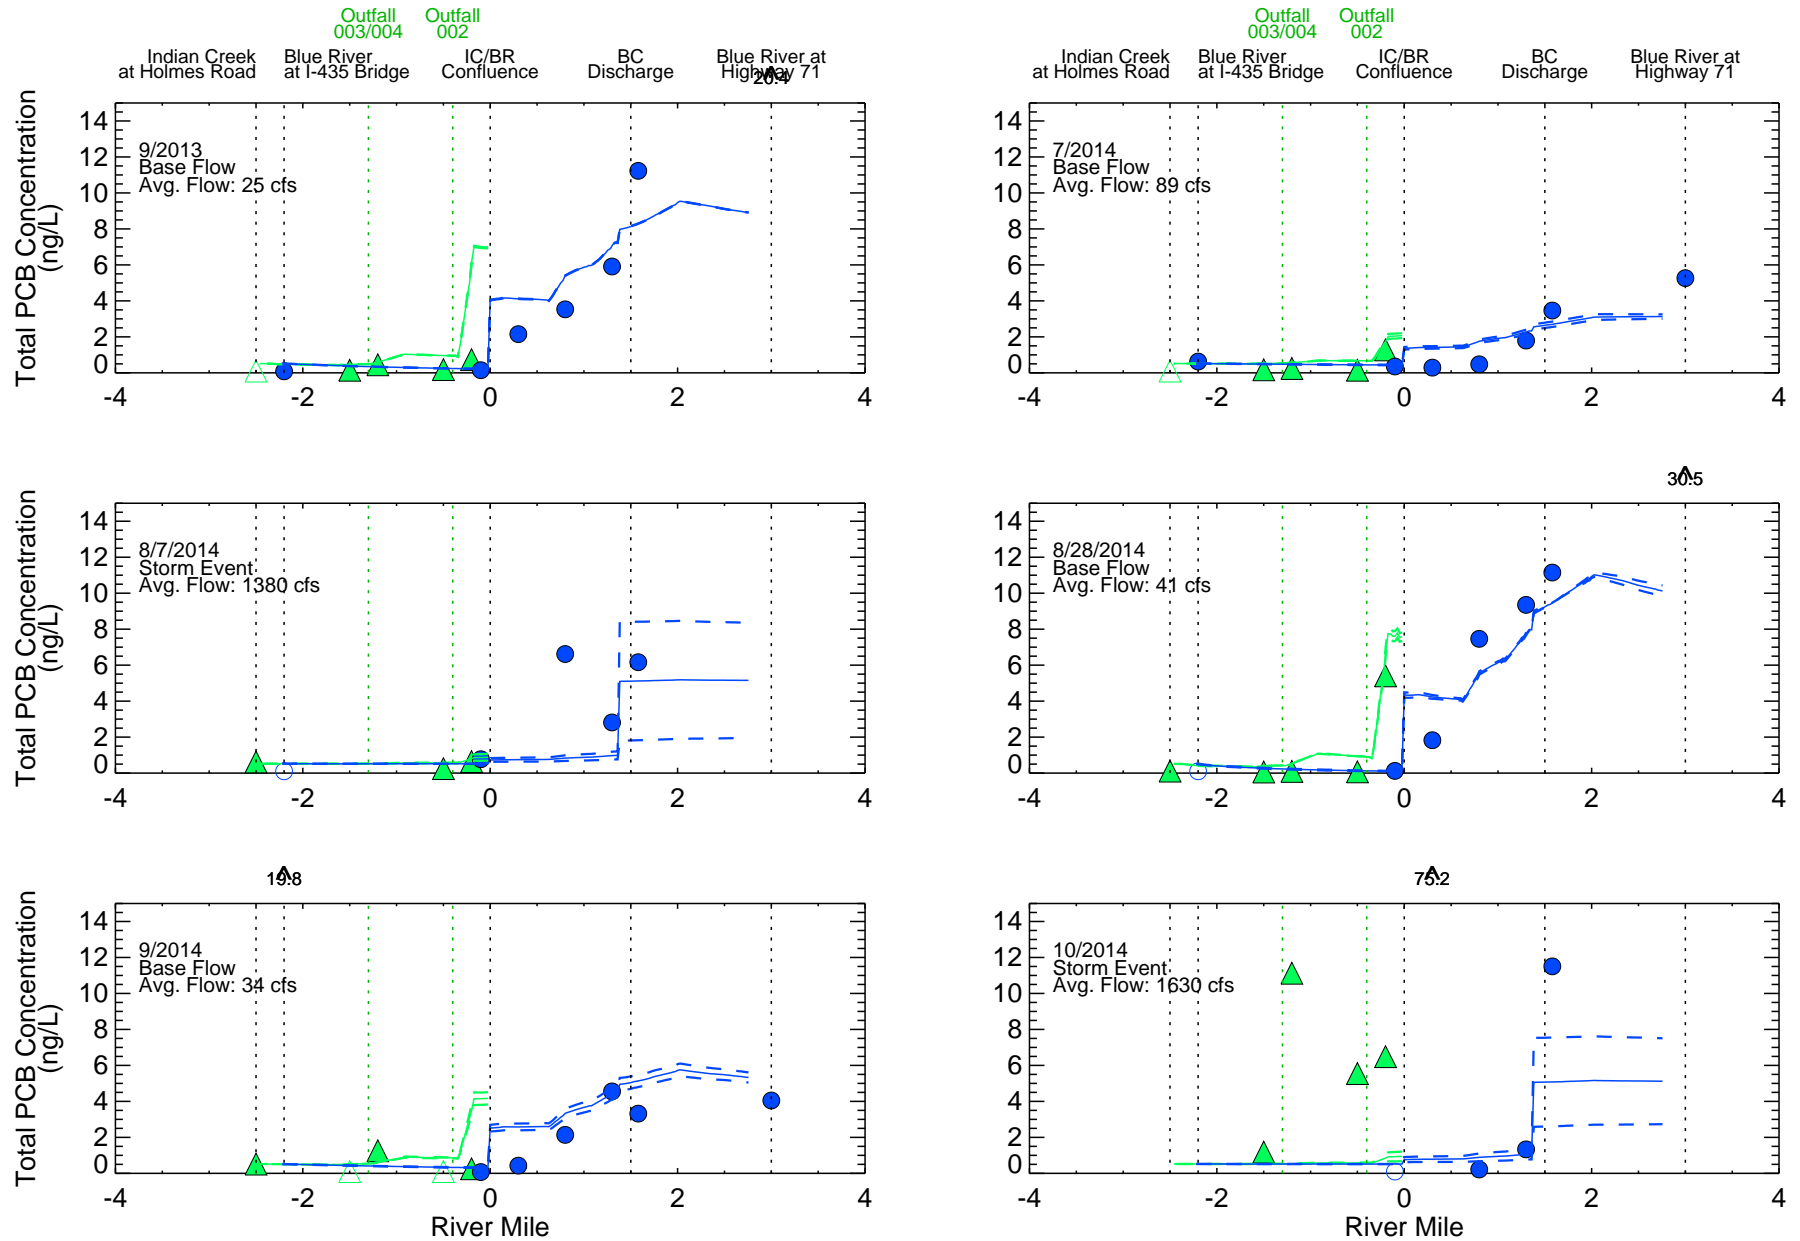 Outfall Outfall
003/004 002
Indian Creek Blue River IC/BR BC Blue River at
at Holmes Road at I-435 Bridge Confluence Discharge Highway 71
20.4
Outfall Outfall
003/004 002
Indian Creek Blue River IC/BR BC Blue River at
at Holmes Road at I-435 Bridge Confluence Discharge Highway 71
Total PCB Concentration
(ng/L)
14
12
10
8
6
4
2
0
9/2013
Base Flow
Avg. Flow: 25 cfs
-4 -2 0 2 4
14
12
10
8
6
4
2
0
7/2014
Base Flow
Avg. Flow: 89 cfs
-4 -2 0 2 4
Total PCB Concentration
(ng/L)
14
12
10
8
6
4
2
0
8/7/2014
Storm Event
Avg. Flow: 1380 cfs
-4 -2 0 2 4
30.5
14
12
10
8
6
4
2
0
8/28/2014
Base Flow
Avg. Flow: 41 cfs
-4 -2 0 2 4
19.8
Total PCB Concentration
(ng/L)
14
12
10
8
6
4
2
0
9/2014
Base Flow
Avg. Flow: 34 cfs
-4 -2 0 2 4
River Mile
75.2
14
12
10
8
6
4
2
0
10/2014
Storm Event
Avg. Flow: 1630 cfs
-4 -2 0 2 4
River Mile